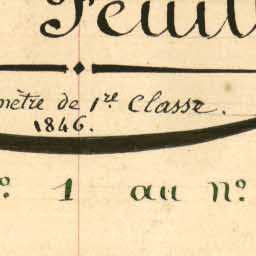 Feuill
mètre de 1re Classe.
1846.
o. 1 au No.